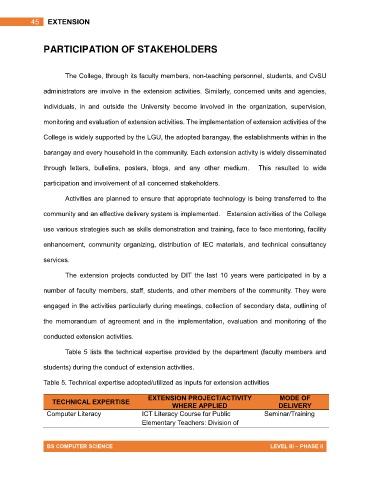 45 EXTENSION
PARTICIPATION OF STAKEHOLDERS
The College, through its faculty members, non-teaching personnel, students, and CvSU
administrators are involve in the extension activities. Similarly, concerned units and agencies,
individuals, in and outside the University become involved in the organization, supervision,
monitoring and evaluation of extension activities. The implementation of extension activities of the
College is widely supported by the LGU, the adopted barangay, the establishments within in the
barangay and every household in the community. Each extension activity is widely disseminated
through letters, bulletins, posters, blogs, and any other medium. This resulted to wide
participation and involvement of all concerned stakeholders.
Activities are planned to ensure that appropriate technology is being transferred to the
community and an effective delivery system is implemented. Extension activities of the College
use various strategies such as skills demonstration and training, face to face mentoring, facility
enhancement, community organizing, distribution of IEC materials, and technical consultancy
services.
The extension projects conducted by DIT the last 10 years were participated in by a
number of faculty members, staff, students, and other members of the community. They were
engaged in the activities particularly during meetings, collection of secondary data, outlining of
the memorandum of agreement and in the implementation, evaluation and monitoring of the
conducted extension activities.
Table 5 lists the technical expertise provided by the department (faculty members and
students) during the conduct of extension activities.
Table 5. Technical expertise adopted/utilized as inputs for extension activities
TECHNICAL EXPERTISE EXTENSION PROJECT/ACTIVITY WHERE APPLIED MODE OF DELIVERY
Computer Literacy ICT Literacy Course for Public Seminar/Training
Elementary Teachers: Division of
BS COMPUTER SCIENCE LEVEL III – PHASE II